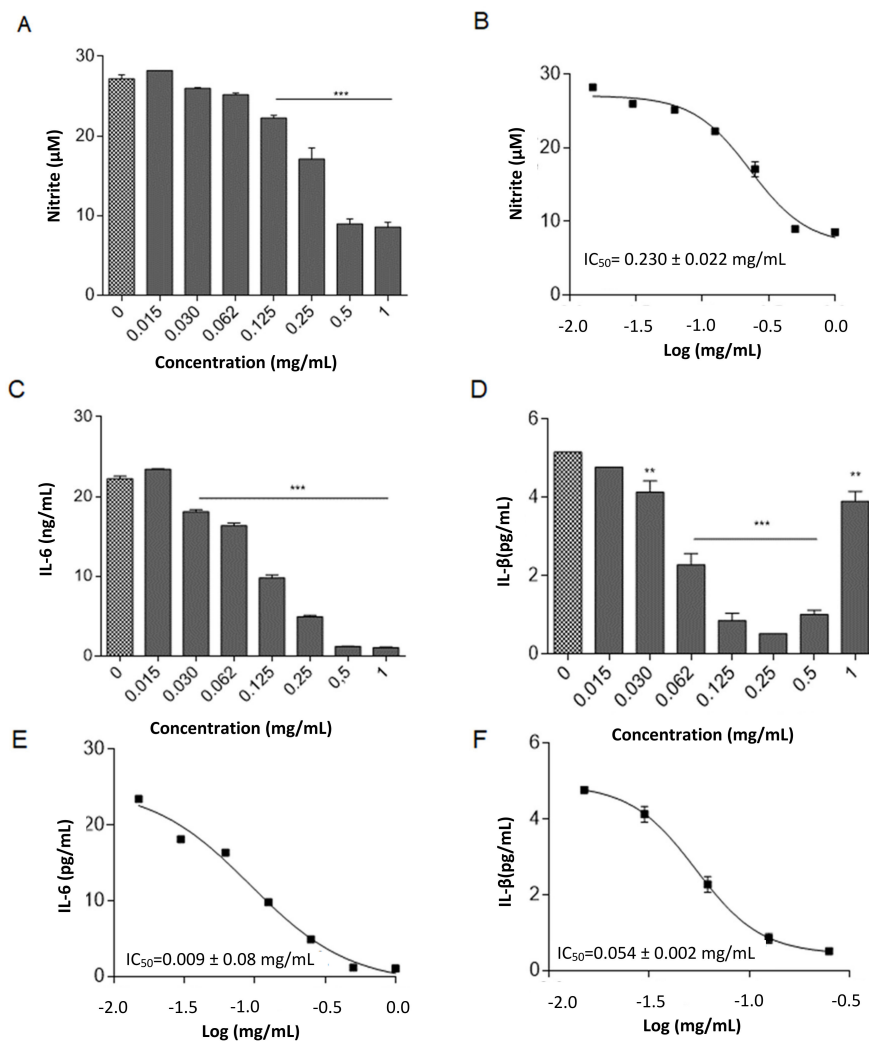 A
30
20
10
0
Nitrite (µM)
***
0
0.015
0.030
0.062
0.125
0.25
0.5
1
Concentration (mg/mL)
B
30
20
10
0
Nitrite (µM)
IC50= 0.230 ± 0.022 mg/mL
-2.0 -1.5 -1.0 -0.5 0.0
Log (mg/mL)
C
30
20
10
0
IL-6 (ng/mL)
***
0
0.015
0.030
0.062
0.125
0.25
0,5
1
Concentration (mg/mL)
D
6
4
2
0
IL-β(pg/mL)
**
***
**
0
0.015
0.030
0.062
0.125
0.25
0.5
1
Concentration (mg/mL)
E
30
20
10
0
IL-6 (pg/mL)
IC50=0.009 ± 0.08 mg/mL
-2.0 -1.5 -1.0 -0.5 0.0
Log (mg/mL)
F
6
4
2
0
IL-β(pg/mL)
IC50=0.054 ± 0.002 mg/mL
-2.0 -1.5 -1.0 -0.5
Log (mg/mL)